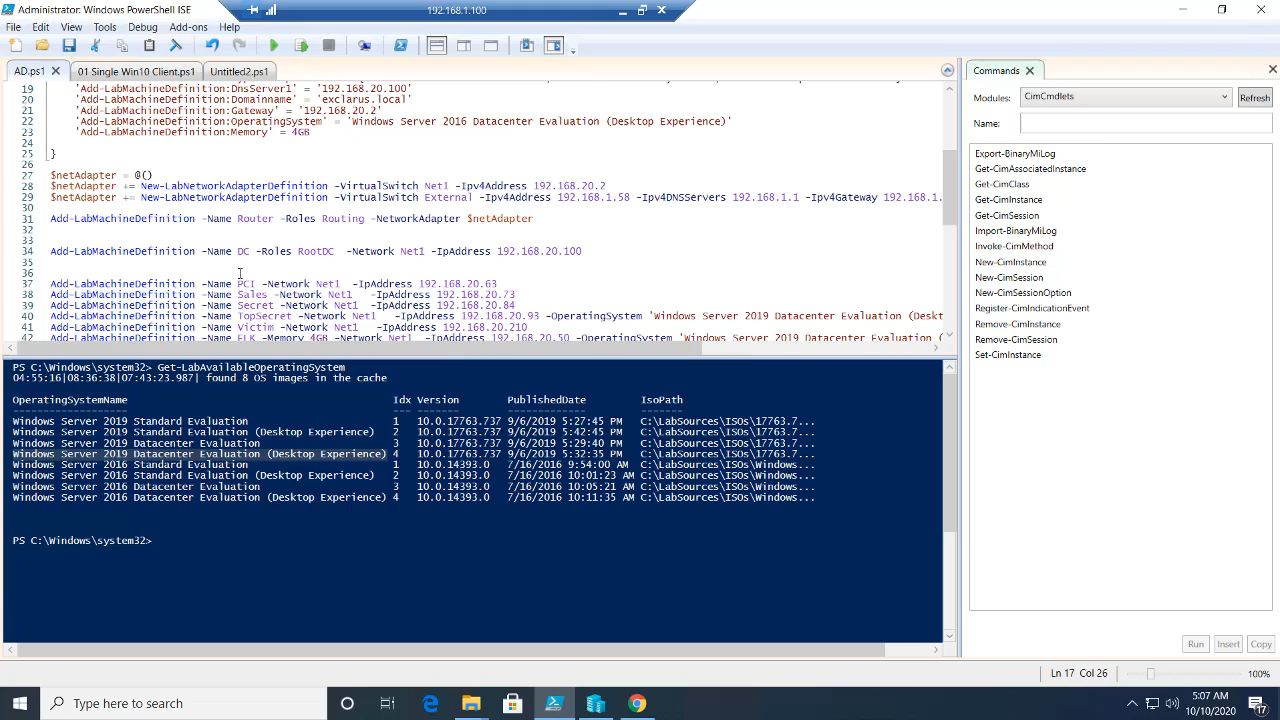 Administrator: Windows PowerShell ISE
192.168.1.100
File Edit View Tools Debug Add-ons Help
AD.ps1 01 Single Win10 Client.ps1 Untitled2.ps1
19 'Add-LabMachineDefinition:DnsServer1' = '192.168.20.100'
20 'Add-LabMachineDefinition:Domainname' = 'exclarus.local'
21 'Add-LabMachineDefinition:Gateway' = '192.168.20.2'
22 'Add-LabMachineDefinition:OperatingSystem' = 'Windows Server 2016 Datacenter Evaluation (Desktop Experience)'
23 'Add-LabMachineDefinition:Memory' = 4GB
24
25 }
26
27 $netAdapter = @()
28 $netAdapter += New-LabNetworkAdapterDefinition -VirtualSwitch Net1 -Ipv4Address 192.168.20.2
29 $netAdapter += New-LabNetworkAdapterDefinition -VirtualSwitch External -Ipv4Address 192.168.1.58 -Ipv4DNSServers 192.168.1.1 -Ipv4Gateway 192.168.1.
30
31 Add-LabMachineDefinition -Name Router -Roles Routing -NetworkAdapter $netAdapter
32
33
34 Add-LabMachineDefinition -Name DC -Roles RootDC -Network Net1 -IpAddress 192.168.20.100
35
36
37 Add-LabMachineDefinition -Name PCI -Network Net1 -IpAddress 192.168.20.63
38 Add-LabMachineDefinition -Name Sales -Network Net1 -IpAddress 192.168.20.73
39 Add-LabMachineDefinition -Name Secret -Network Net1 -IpAddress 192.168.20.84
40 Add-LabMachineDefinition -Name TopSecret -Network Net1 -IpAddress 192.168.20.93 -OperatingSystem 'Windows Server 2019 Datacenter Evaluation (Deskt
41 Add-LabMachineDefinition -Name Victim -Network Net1 -IpAddress 192.168.20.210
42 Add-LabMachineDefinition -Name ELK -Memory 4GB -Network Net1 -IpAddress 192.168.20.50 -OperatingSystem 'Windows Server 2019 Datacenter Evaluation (
PS C:\Windows\system32> Get-LabAvailableOperatingSystem
04:55:16|08:36:38|07:43:23.987| found 8 OS images in the cache
OperatingSystemName Idx Version PublishedDate IsoPath
------------------- --- ------- ------------- -------
Windows Server 2019 Standard Evaluation 1 10.0.17763.737 9/6/2019 5:27:45 PM C:\LabSources\ISOs\17763.7...
Windows Server 2019 Standard Evaluation (Desktop Experience) 2 10.0.17763.737 9/6/2019 5:42:45 PM C:\LabSources\ISOs\17763.7...
Windows Server 2019 Datacenter Evaluation 3 10.0.17763.737 9/6/2019 5:29:40 PM C:\LabSources\ISOs\17763.7...
Windows Server 2019 Datacenter Evaluation (Desktop Experience) 4 10.0.17763.737 9/6/2019 5:32:35 PM C:\LabSources\ISOs\17763.7...
Windows Server 2016 Standard Evaluation 1 10.0.14393.0 7/16/2016 9:54:00 AM C:\LabSources\ISOs\Windows...
Windows Server 2016 Standard Evaluation (Desktop Experience) 2 10.0.14393.0 7/16/2016 10:01:23 AM C:\LabSources\ISOs\Windows...
Windows Server 2016 Datacenter Evaluation 3 10.0.14393.0 7/16/2016 10:05:21 AM C:\LabSources\ISOs\Windows...
Windows Server 2016 Datacenter Evaluation (Desktop Experience) 4 10.0.14393.0 7/16/2016 10:11:35 AM C:\LabSources\ISOs\Windows...
PS C:\Windows\system32>
Commands
Modules: CimCmdlets Refresh
Name:
Export-BinaryMiLog
Get-CimAssociatedInstance
Get-CimClass
Get-CimInstance
Get-CimSession
Import-BinaryMiLog
Invoke-CimMethod
New-CimInstance
New-CimSession
New-CimSessionOption
Register-CimIndicationEvent
Remove-CimInstance
Remove-CimSession
Set-CimInstance
Run Insert Copy
Ln 17 Col 26 100%
Type here to search
5:07 AM
10/10/2020
17